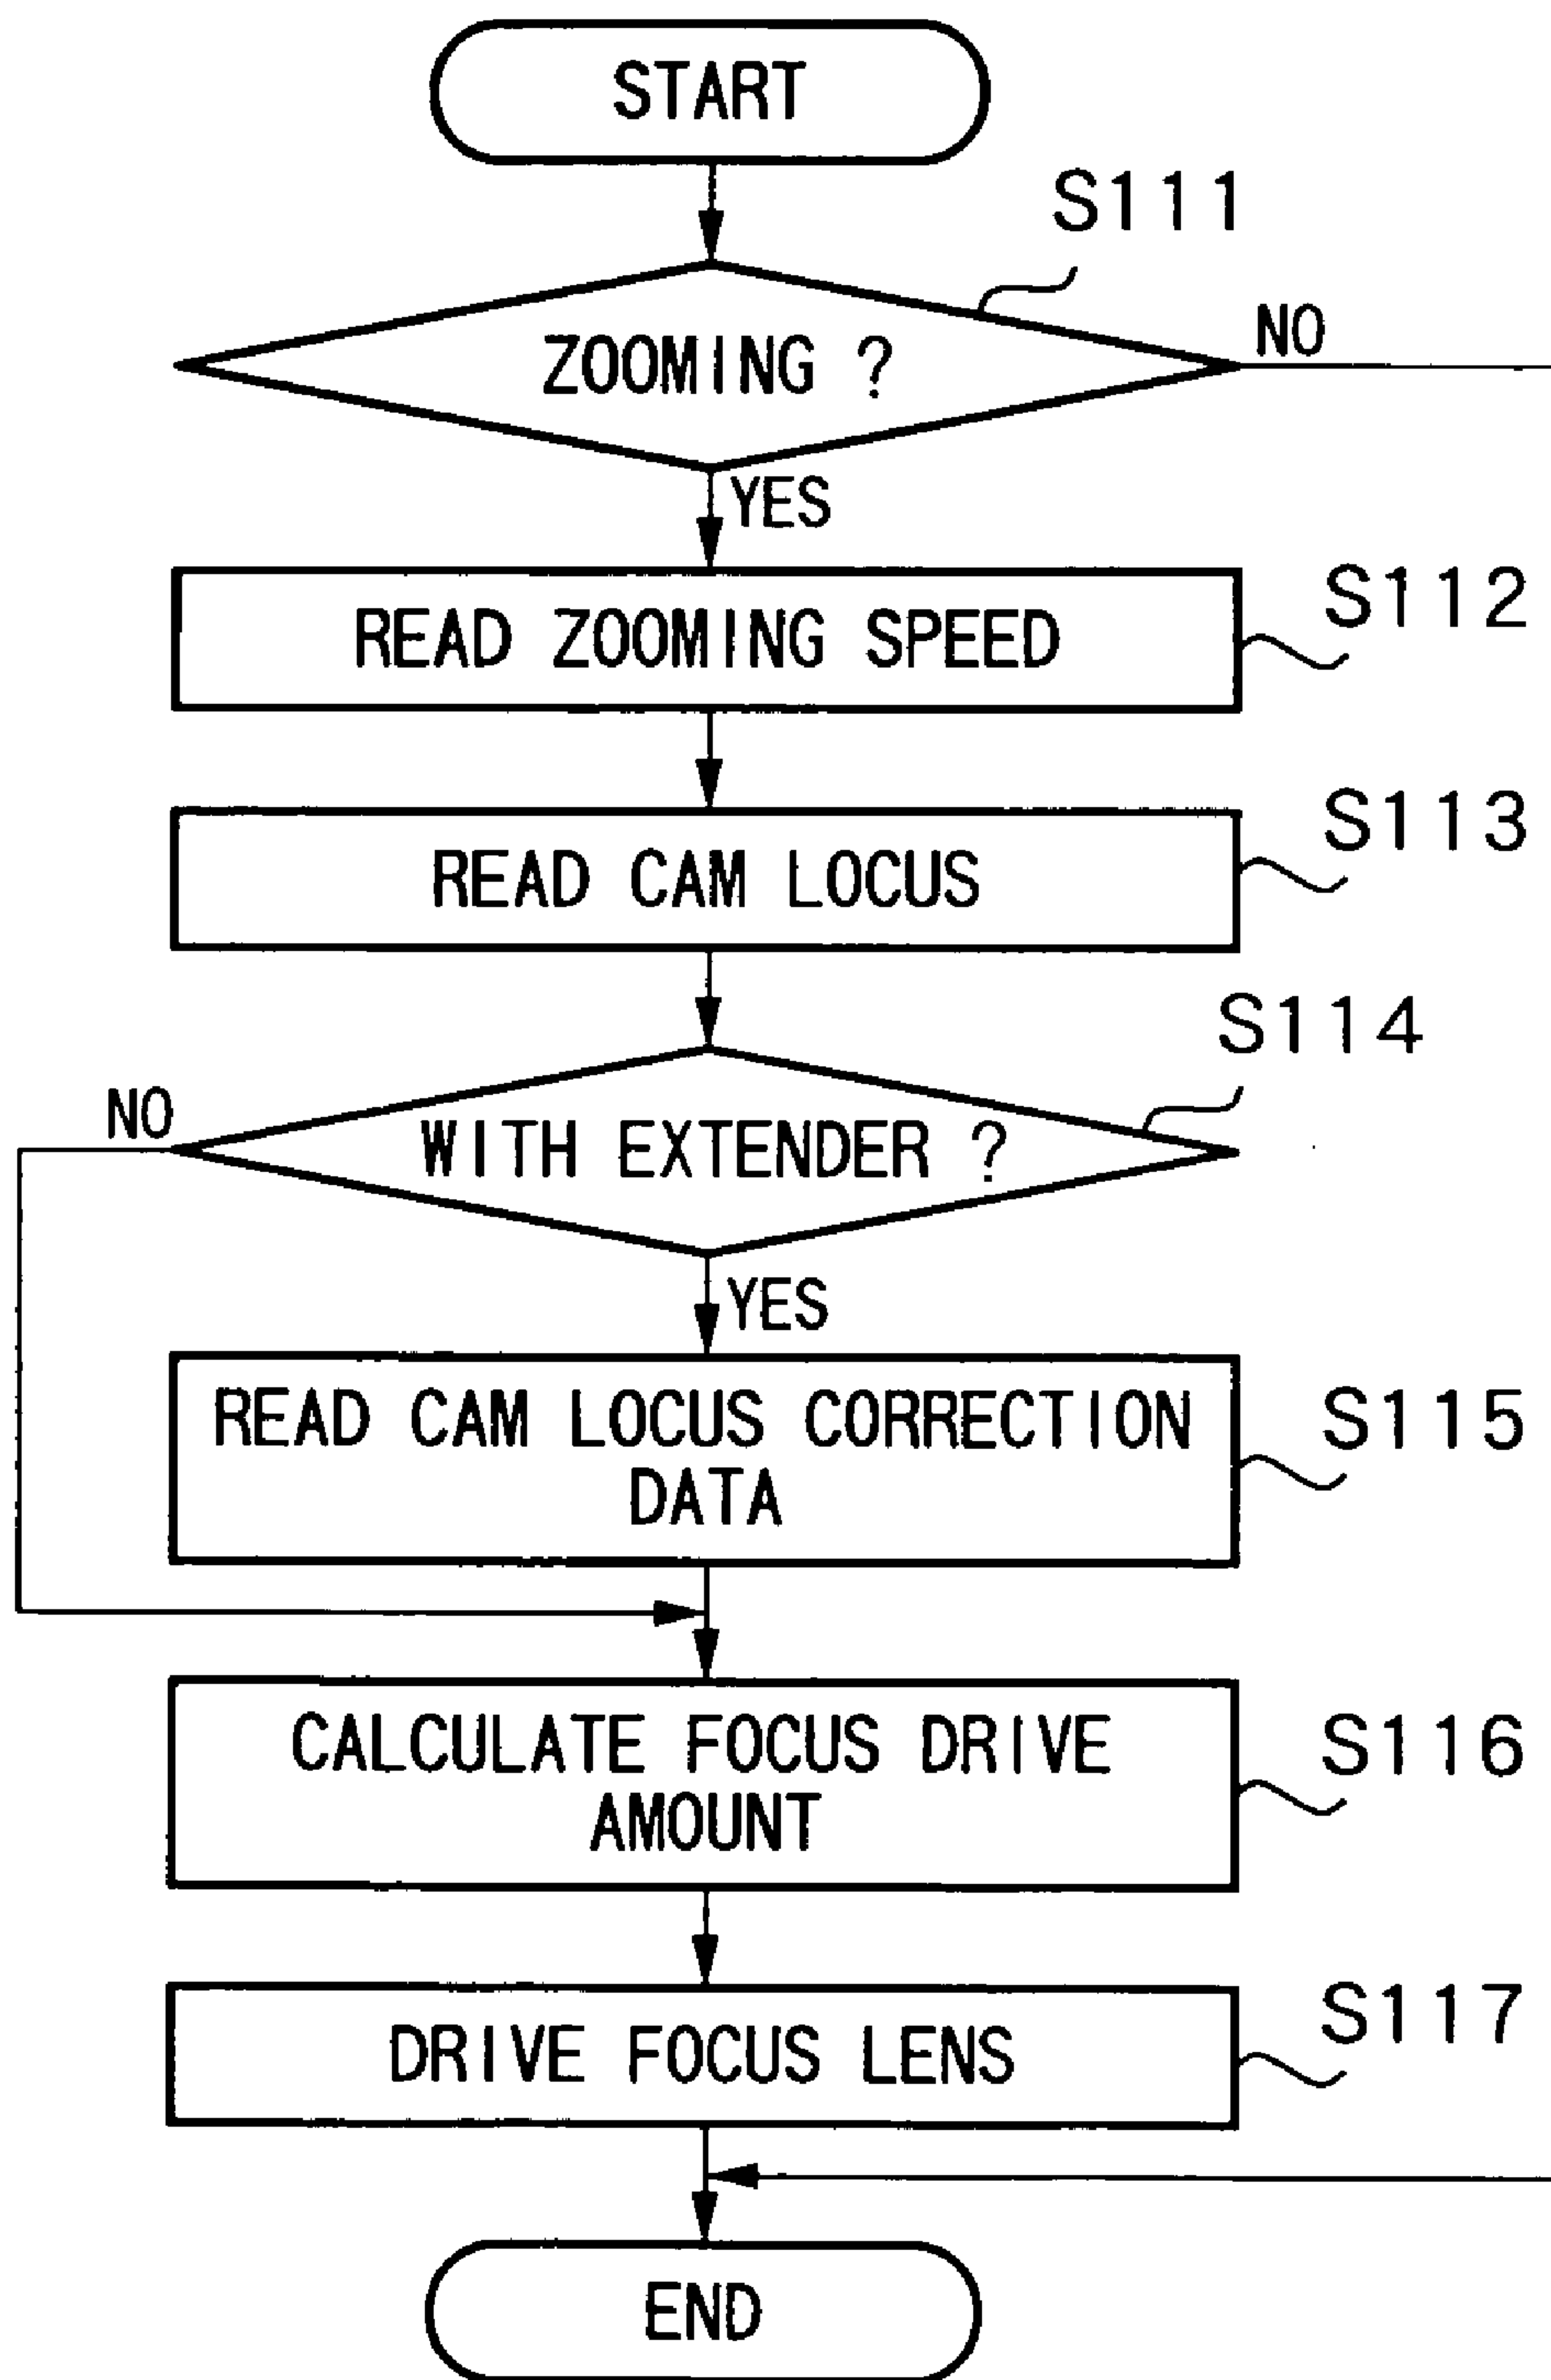 START
S111
ZOOMING ?
NO
YES
READ ZOOMING SPEED
S112
READ CAM LOCUS
S113
S114
NO
WITH EXTENDER ?
YES
READ CAM LOCUS CORRECTION
DATA
S115
CALCULATE FOCUS DRIVE
AMOUNT
S116
DRIVE FOCUS LENS
S117
END